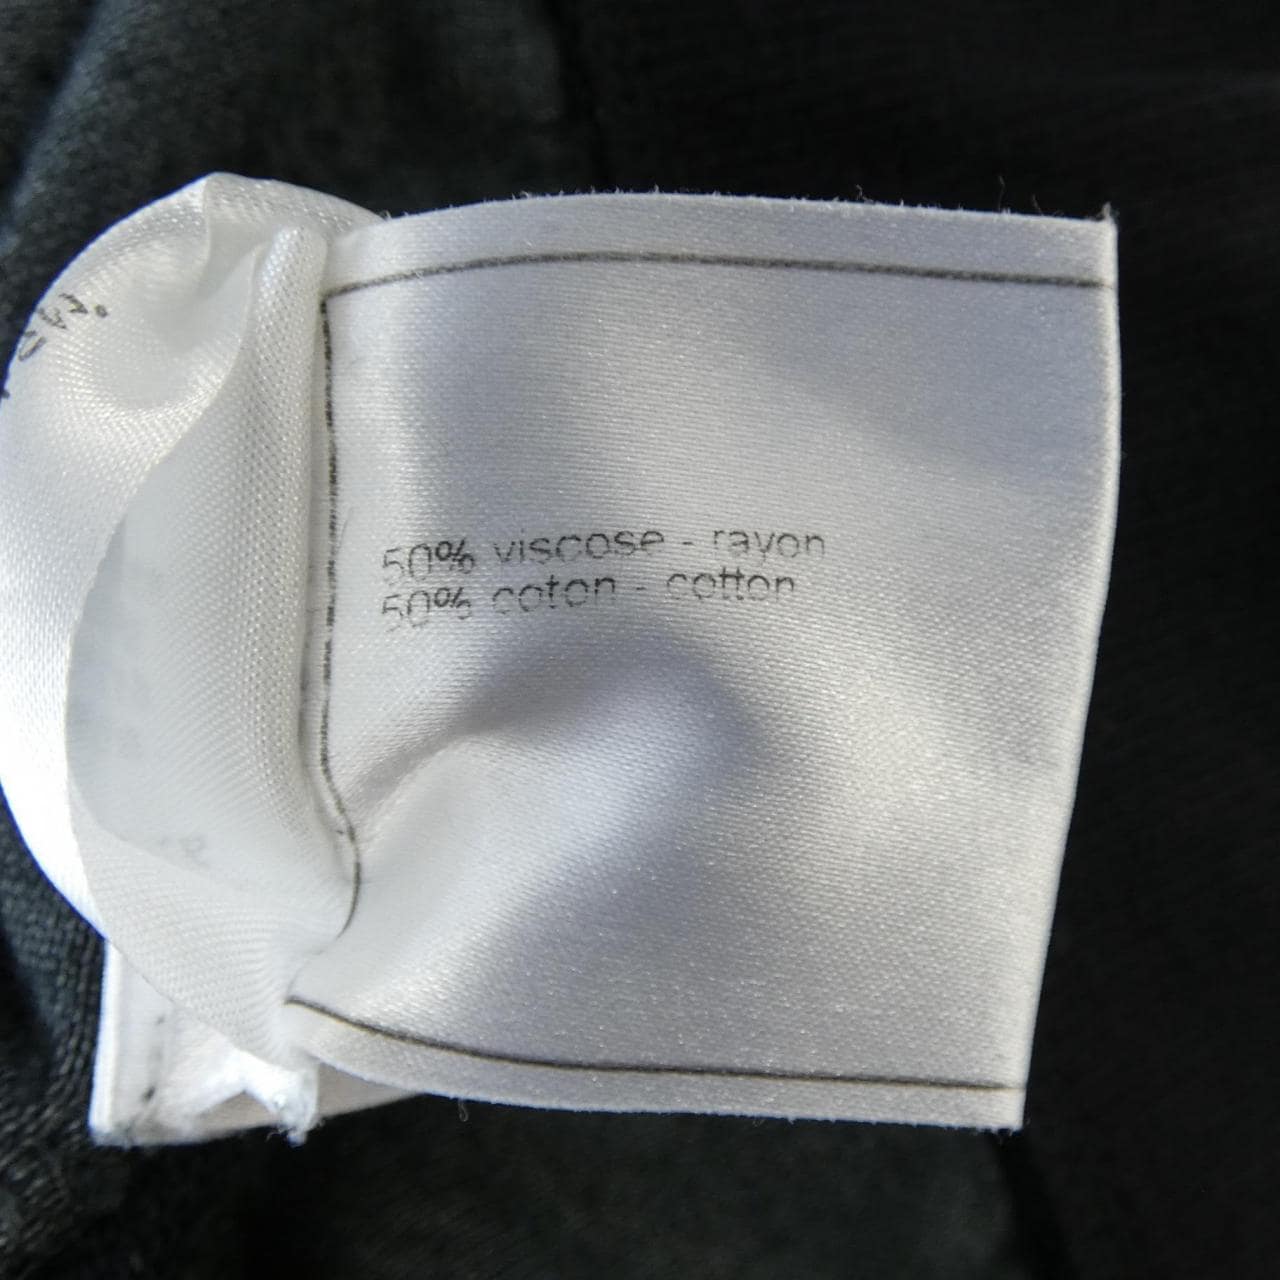 50% viscose - rayon
50% coton - cotton